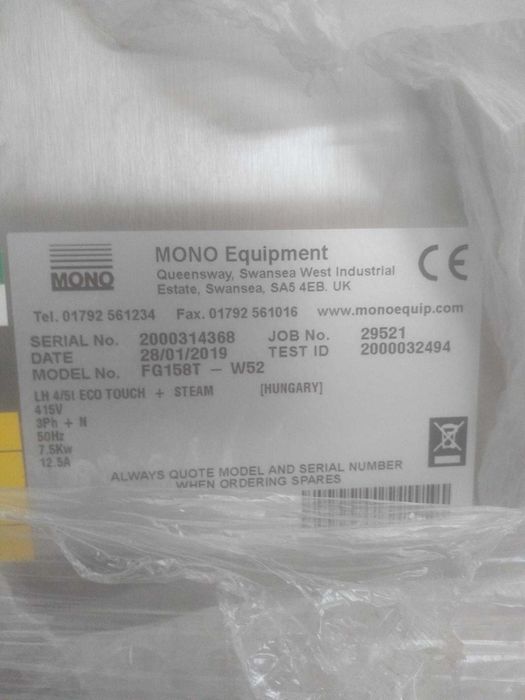 MONO
MONO Equipment
Queensway, Swansea West Industrial
Estate, Swansea, SA5 4EB. UK
CE
Tel. 01792 561234 Fax. 01792 561016 www.monoequip.com
SERIAL No. 2000314368 JOB No. 29521
DATE 28/01/2019 TEST ID 2000032494
MODEL No. FG158T - W52
LH 4/5t ECO TOUCH + STEAM [HUNGARY]
415V
3Ph + N
50Hz
7.5Kw
12.5A
ALWAYS QUOTE MODEL AND SERIAL NUMBER
WHEN ORDERING SPARES